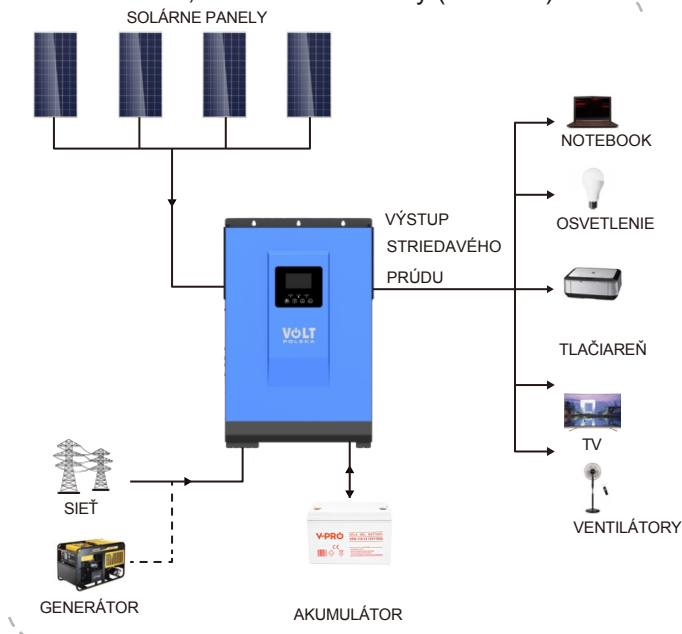 SOLÁRNE PANELY
NOTEBOOK
OSVETLENIE
VÝSTUP
STRIEDAVÉHO
PRÚDU
VOLT
POLSKA
TLAČIAREŇ
TV
SIEŤ
VENTILÁTORY
V-PRO
GENERÁTOR
AKUMULÁTOR